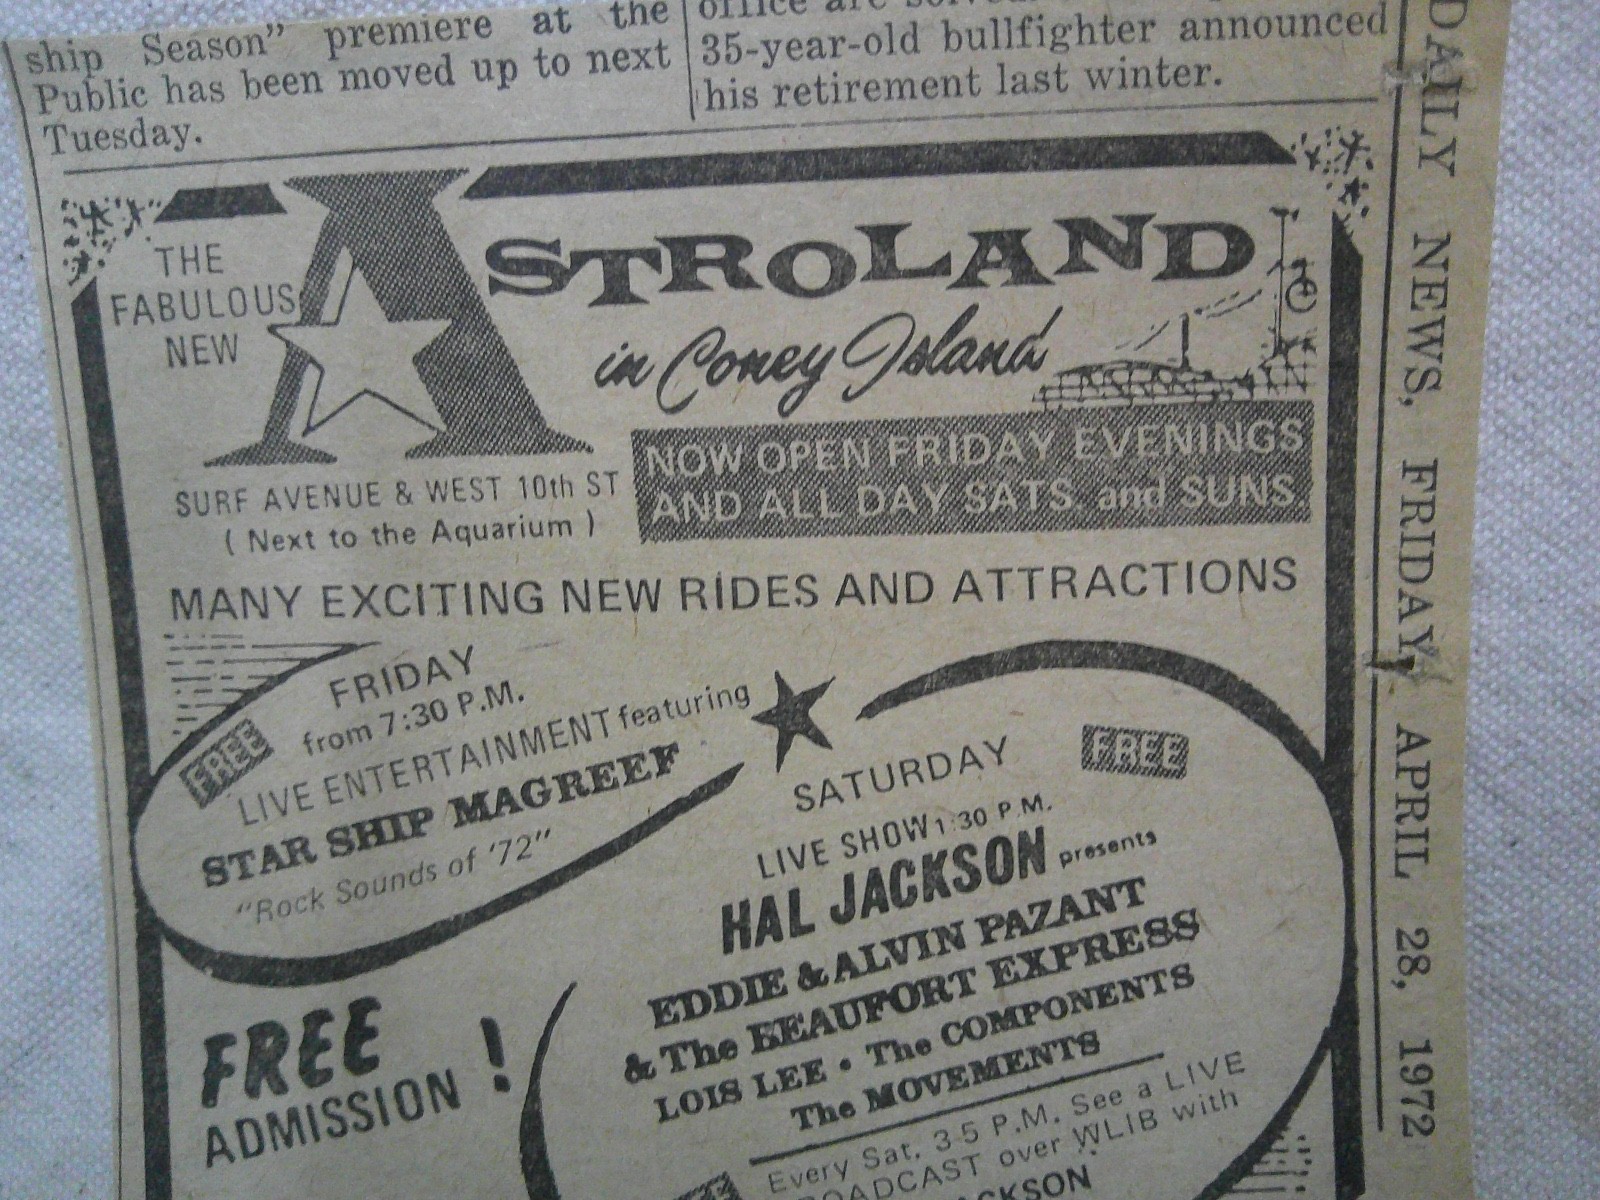 ship Season" premiere at the
Public has been moved up to next
Tuesday.
office are
35-year-old bullfighter announced
his retirement last winter.
DAILY NEWS, FRIDAY, APRIL 28, 1972
THE
FABULOUS
NEW
ASTROLAND
in Coney Island
SURF AVENUE & WEST 10th ST
( Next to the Aquarium )
NOW OPEN FRIDAY EVENINGS
AND ALL DAY SATS. and SUNS.
MANY EXCITING NEW RIDES AND ATTRACTIONS
FREE
FRIDAY
from 7:30 P.M.
LIVE ENTERTAINMENT featuring
STAR SHIP MAGREEF
"Rock Sounds of '72"
FREE
ADMISSION !
SATURDAY
FREE
LIVE SHOW 1:30 P.M.
HAL JACKSON presents
EDDIE & ALVIN PAZANT
& The BEAUFORT EXPRESS
LOIS LEE • The COMPONENTS
The MOVEMENTS
Every Sat. 3-5 P.M. See a LIVE
BROADCAST over WLIB with
JACKSON